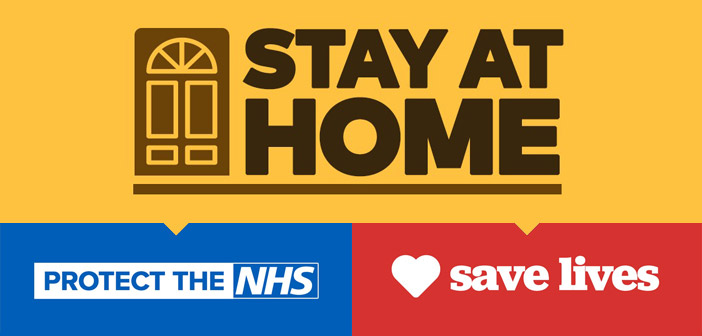 STAY AT
HOME
PROTECT THE NHS
save lives